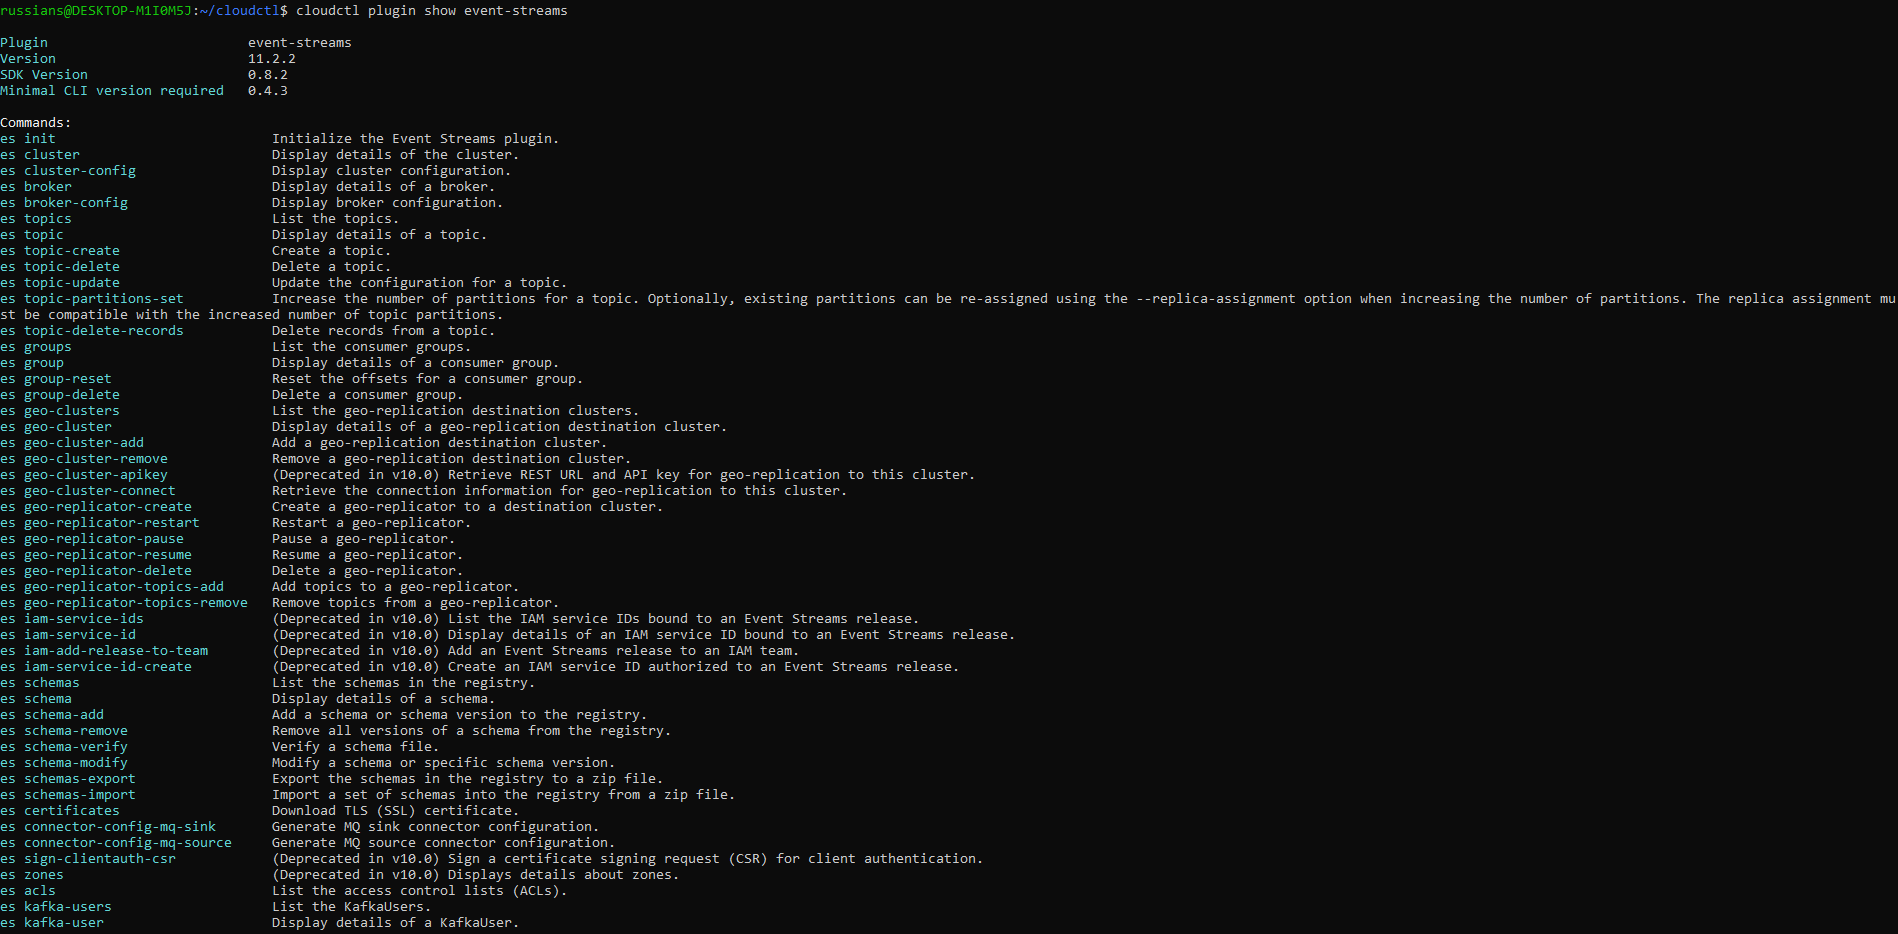 russians@DESKTOP-M1I0M5J:~/cloudctl$ cloudctl plugin show event-streams
Plugin event-streams
Version 11.2.2
SDK Version 0.8.2
Minimal CLI version required 0.4.3
Commands:
es init Initialize the Event Streams plugin.
es cluster Display details of the cluster.
es cluster-config Display cluster configuration.
es broker Display details of a broker.
es broker-config Display broker configuration.
es topics List the topics.
es topic Display details of a topic.
es topic-create Create a topic.
es topic-delete Delete a topic.
es topic-update Update the configuration for a topic.
es topic-partitions-set Increase the number of partitions for a topic. Optionally, existing partitions can be re-assigned using the --replica-assignment option when increasing the number of partitions. The replica assignment mu
st be compatible with the increased number of topic partitions.
es topic-delete-records Delete records from a topic.
es groups List the consumer groups.
es group Display details of a consumer group.
es group-reset Reset the offsets for a consumer group.
es group-delete Delete a consumer group.
es geo-clusters List the geo-replication destination clusters.
es geo-cluster Display details of a geo-replication destination cluster.
es geo-cluster-add Add a geo-replication destination cluster.
es geo-cluster-remove Remove a geo-replication destination cluster.
es geo-cluster-apikey (Deprecated in v10.0) Retrieve REST URL and API key for geo-replication to this cluster.
es geo-cluster-connect Retrieve the connection information for geo-replication to this cluster.
es geo-replicator-create Create a geo-replicator to a destination cluster.
es geo-replicator-restart Restart a geo-replicator.
es geo-replicator-pause Pause a geo-replicator.
es geo-replicator-resume Resume a geo-replicator.
es geo-replicator-delete Delete a geo-replicator.
es geo-replicator-topics-add Add topics to a geo-replicator.
es geo-replicator-topics-remove Remove topics from a geo-replicator.
es iam-service-ids (Deprecated in v10.0) List the IAM service IDs bound to an Event Streams release.
es iam-service-id (Deprecated in v10.0) Display details of an IAM service ID bound to an Event Streams release.
es iam-add-release-to-team (Deprecated in v10.0) Add an Event Streams release to an IAM team.
es iam-service-id-create (Deprecated in v10.0) Create an IAM service ID authorized to an Event Streams release.
es schemas List the schemas in the registry.
es schema Display details of a schema.
es schema-add Add a schema or schema version to the registry.
es schema-remove Remove all versions of a schema from the registry.
es schema-verify Verify a schema file.
es schema-modify Modify a schema or specific schema version.
es schemas-export Export the schemas in the registry to a zip file.
es schemas-import Import a set of schemas into the registry from a zip file.
es certificates Download TLS (SSL) certificate.
es connector-config-mq-sink Generate MQ sink connector configuration.
es connector-config-mq-source Generate MQ source connector configuration.
es sign-clientauth-csr (Deprecated in v10.0) Sign a certificate signing request (CSR) for client authentication.
es zones (Deprecated in v10.0) Displays details about zones.
es acls List the access control lists (ACLs).
es kafka-users List the KafkaUsers.
es kafka-user Display details of a KafkaUser.